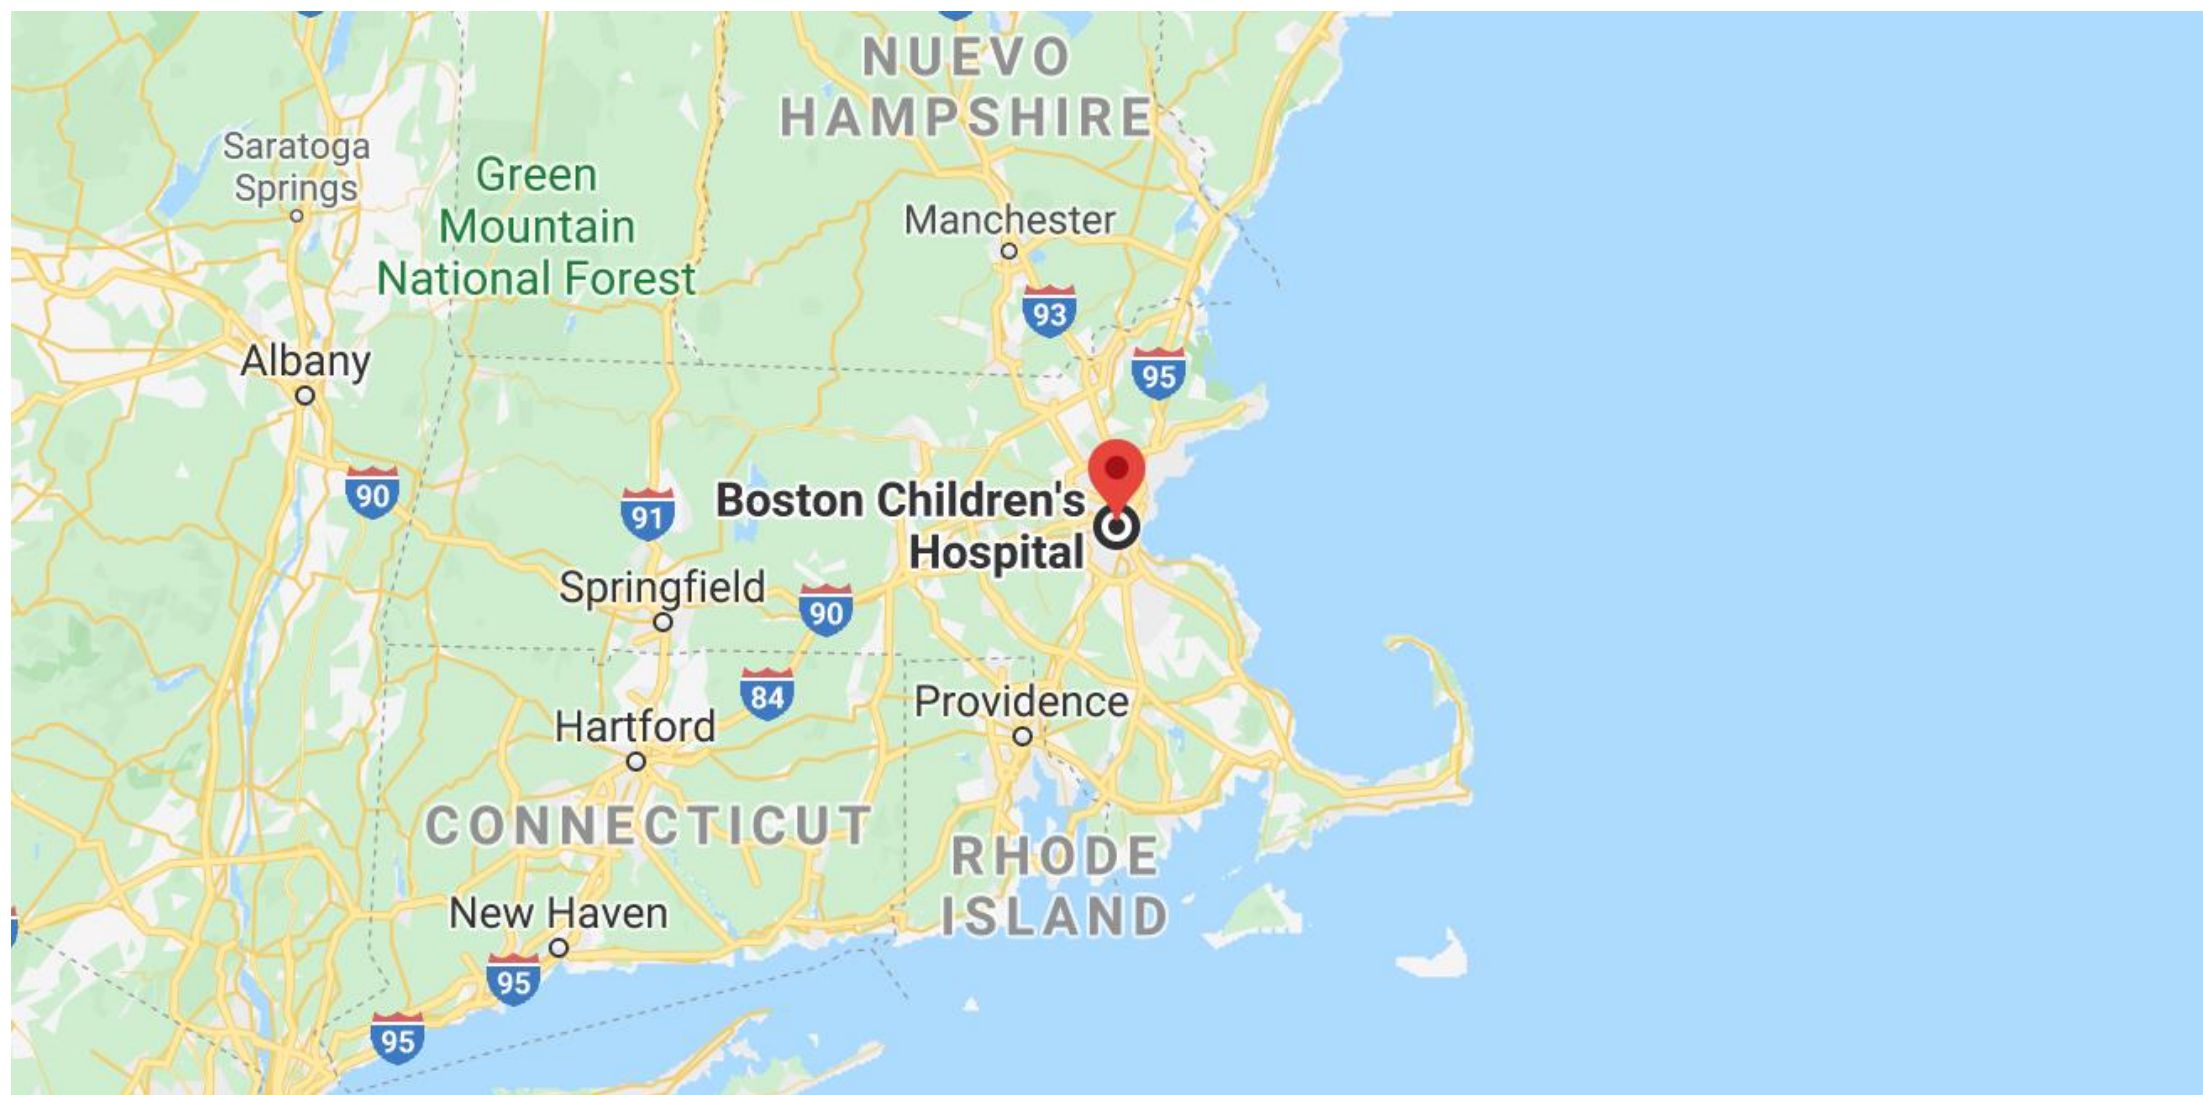 NUEVO
HAMPSHIRE
Saratoga
Springs
Green
Mountain
National Forest
Manchester
93
Albany
95
90
91
Boston Children's
Hospital
Springfield
90
84
Providence
Hartford
CONNECTICUT
RHODE
ISLAND
New Haven
95
95